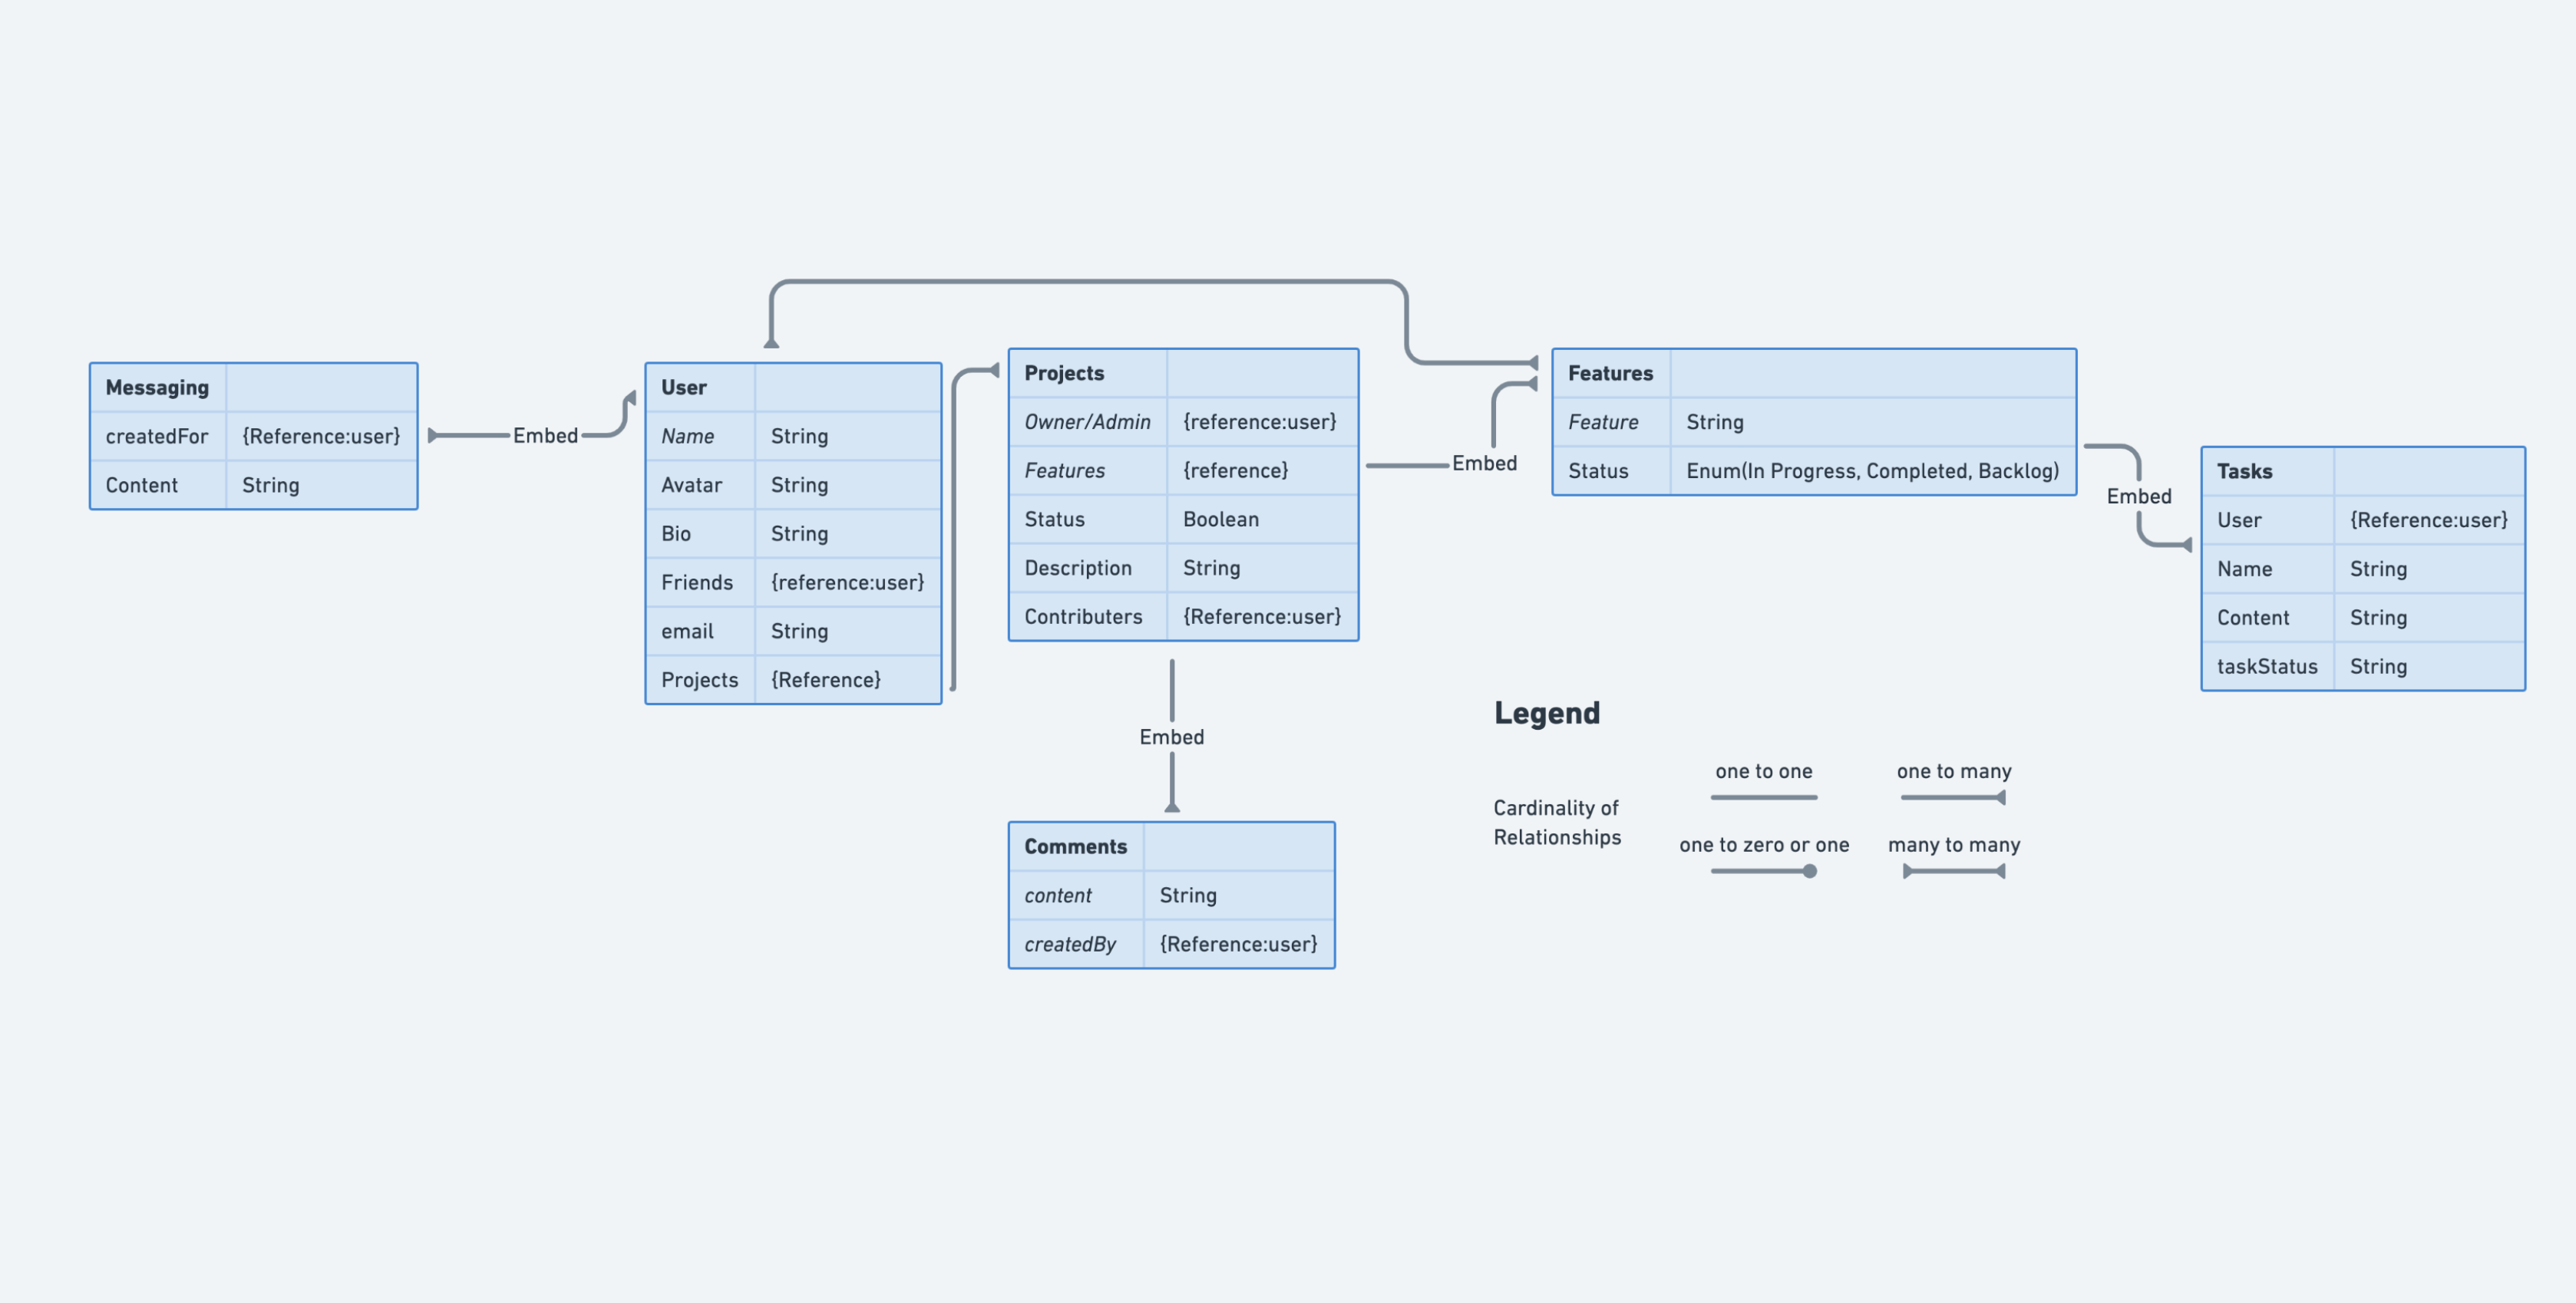 Messaging
createdFor {Reference:user}
Content String
Embed
User
Name String
Avatar String
Bio String
Friends {reference:user}
email String
Projects {Reference}
Projects
Owner/Admin {reference:user}
Features {reference}
Status Boolean
Description String
Contributers {Reference:user}
Embed
Features
Feature String
Status Enum(In Progress, Completed, Backlog)
Embed
Tasks
User {Reference:user}
Name String
Content String
taskStatus String
Embed
Comments
content String
createdBy {Reference:user}
Legend
Cardinality of
Relationships
one to one
one to many
one to zero or one
many to many